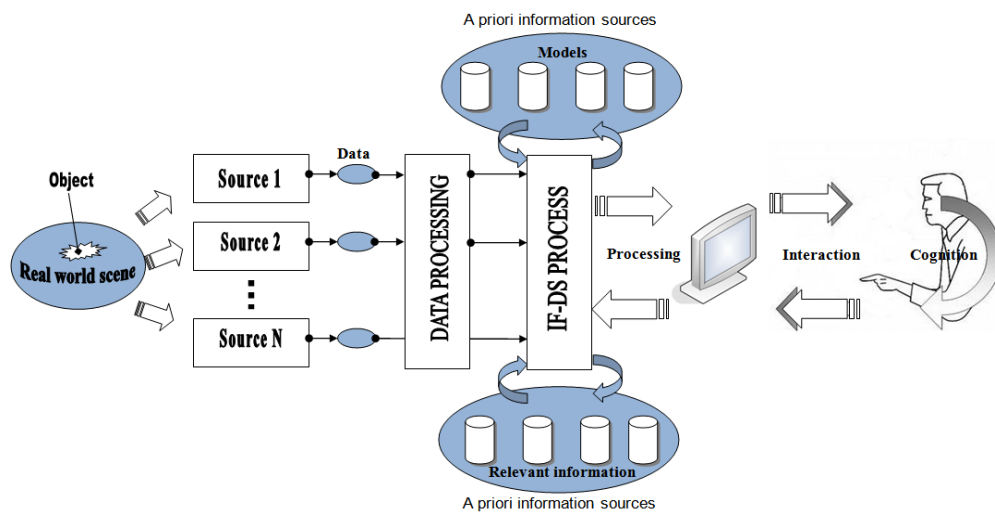 A priori information sources
Models
Data
Object
Source 1
Source 2
Source N
Real world scene
DATA PROCESSING
IF-DS PROCESS
Processing
Interaction
Cognition
Relevant information
A priori information sources